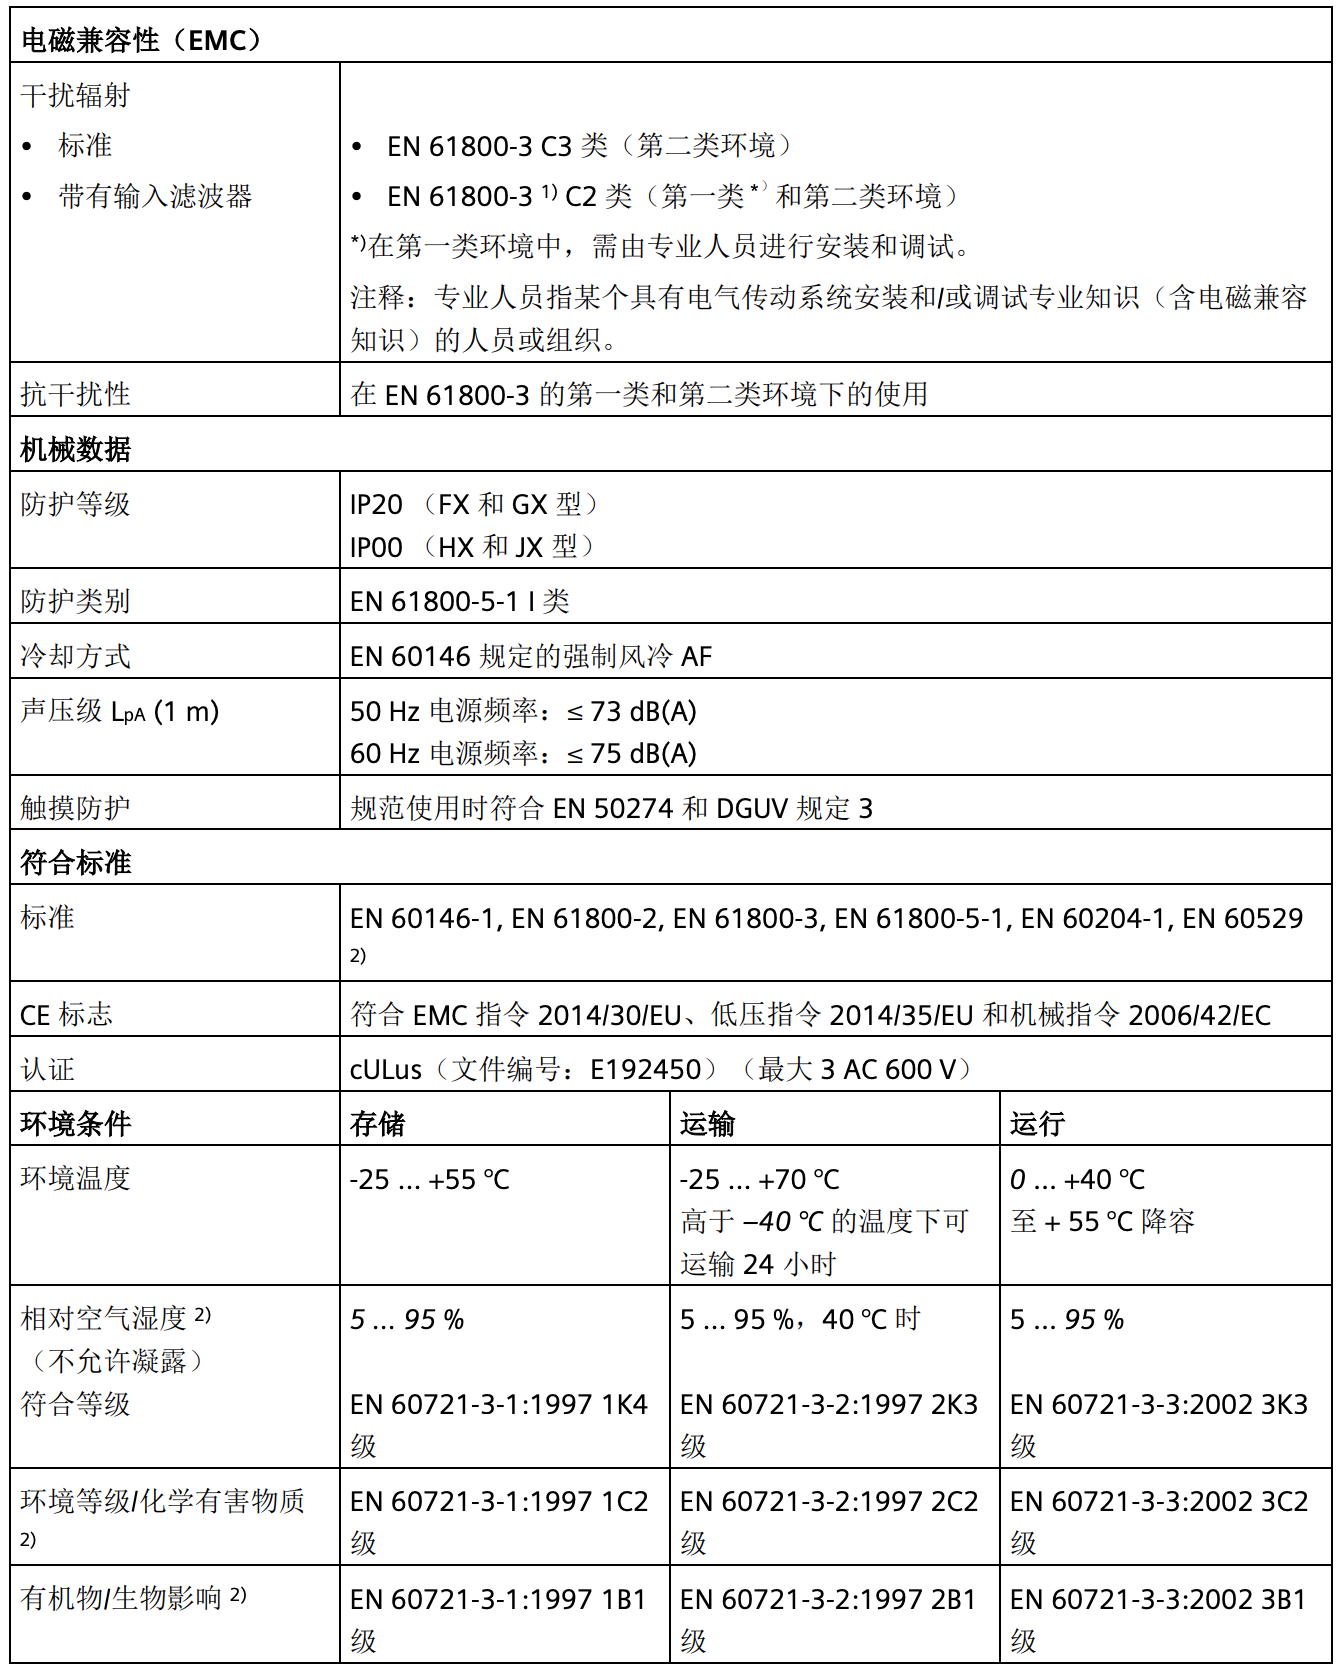 电磁兼容性（EMC）
干扰辐射
• 标准
• 带有输入滤波器
• EN 61800-3 C3 类（第二类环境）
• EN 61800-3 1) C2 类（第一类 *） 和第二类环境）
*)在第一类环境中，需由专业人员进行安装和调试。
注释：专业人员指某个具有电气传动系统安装和/或调试专业知识（含电磁兼容
知识）的人员或组织。
抗干扰性
在 EN 61800-3 的第一类和第二类环境下的使用
机械数据
防护等级
IP20 （FX 和 GX 型）
IP00 （HX 和 JX 型）
防护类别
EN 61800-5-1 I 类
冷却方式
EN 60146 规定的强制风冷 AF
声压级 LpA (1 m)
50 Hz 电源频率：≤ 73 dB(A)
60 Hz 电源频率：≤ 75 dB(A)
触摸防护
规范使用时符合 EN 50274 和 DGUV 规定 3
符合标准
标准
EN 60146-1, EN 61800-2, EN 61800-3, EN 61800-5-1, EN 60204-1, EN 60529
2)
CE 标志
符合 EMC 指令 2014/30/EU、低压指令 2014/35/EU 和机械指令 2006/42/EC
认证
cULus（文件编号：E192450）（最大 3 AC 600 V）
环境条件
存储
运输
运行
环境温度
-25 … +55 ℃
-25 … +70 ℃
高于 –40 ℃ 的温度下可
运输 24 小时
0 … +40 ℃
至 + 55 ℃ 降容
相对空气湿度 2)
（不允许凝露）
符合等级
5 … 95 %
EN 60721-3-1:1997 1K4
级
5 … 95 %，40 ℃ 时
EN 60721-3-2:1997 2K3
级
5 … 95 %
EN 60721-3-3:2002 3K3
级
环境等级/化学有害物质
2)
EN 60721-3-1:1997 1C2
级
EN 60721-3-2:1997 2C2
级
EN 60721-3-3:2002 3C2
级
有机物/生物影响 2)
EN 60721-3-1:1997 1B1
级
EN 60721-3-2:1997 2B1
级
EN 60721-3-3:2002 3B1
级